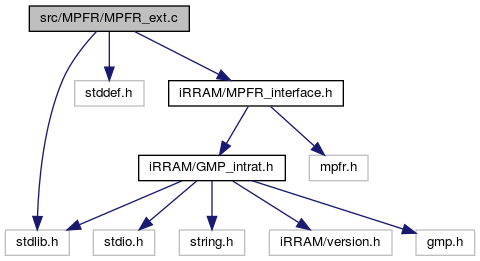 src/MPFR/MPFR_ext.c
stddef.h
iRRAM/MPFR_interface.h
iRRAM/GMP_intrat.h
mpfr.h
stdlib.h
stdio.h
string.h
iRRAM/version.h
gmp.h